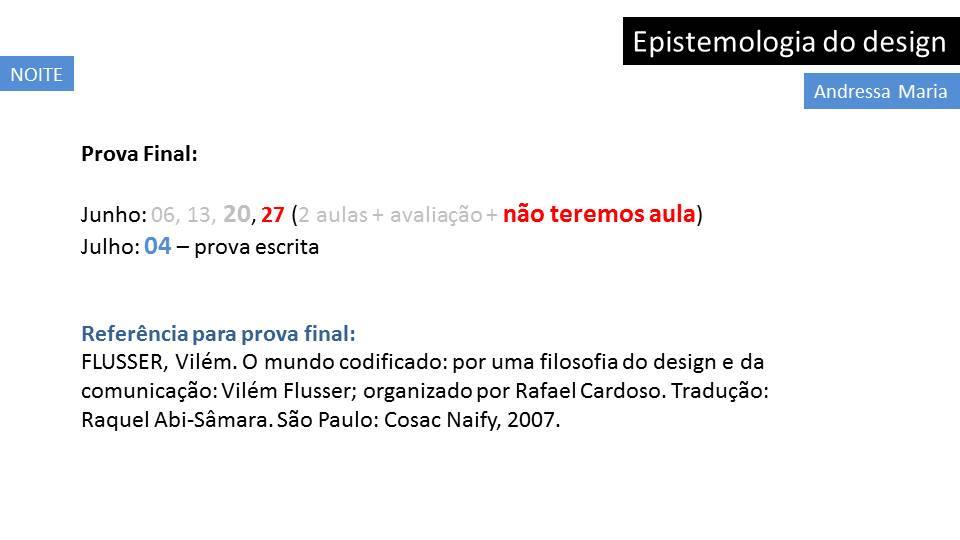 Epistemologia do design
NOITE
Andressa Maria
Prova Final:
Junho: 06, 13, 20, 27 (2 aulas + avaliação + não teremos aula)
Julho: 04 – prova escrita
Referência para prova final:
FLUSSER, Vilém. O mundo codificado: por uma filosofia do design e da
comunicação: Vilém Flusser; organizado por Rafael Cardoso. Tradução:
Raquel Abi-Sâmara. São Paulo: Cosac Naify, 2007.